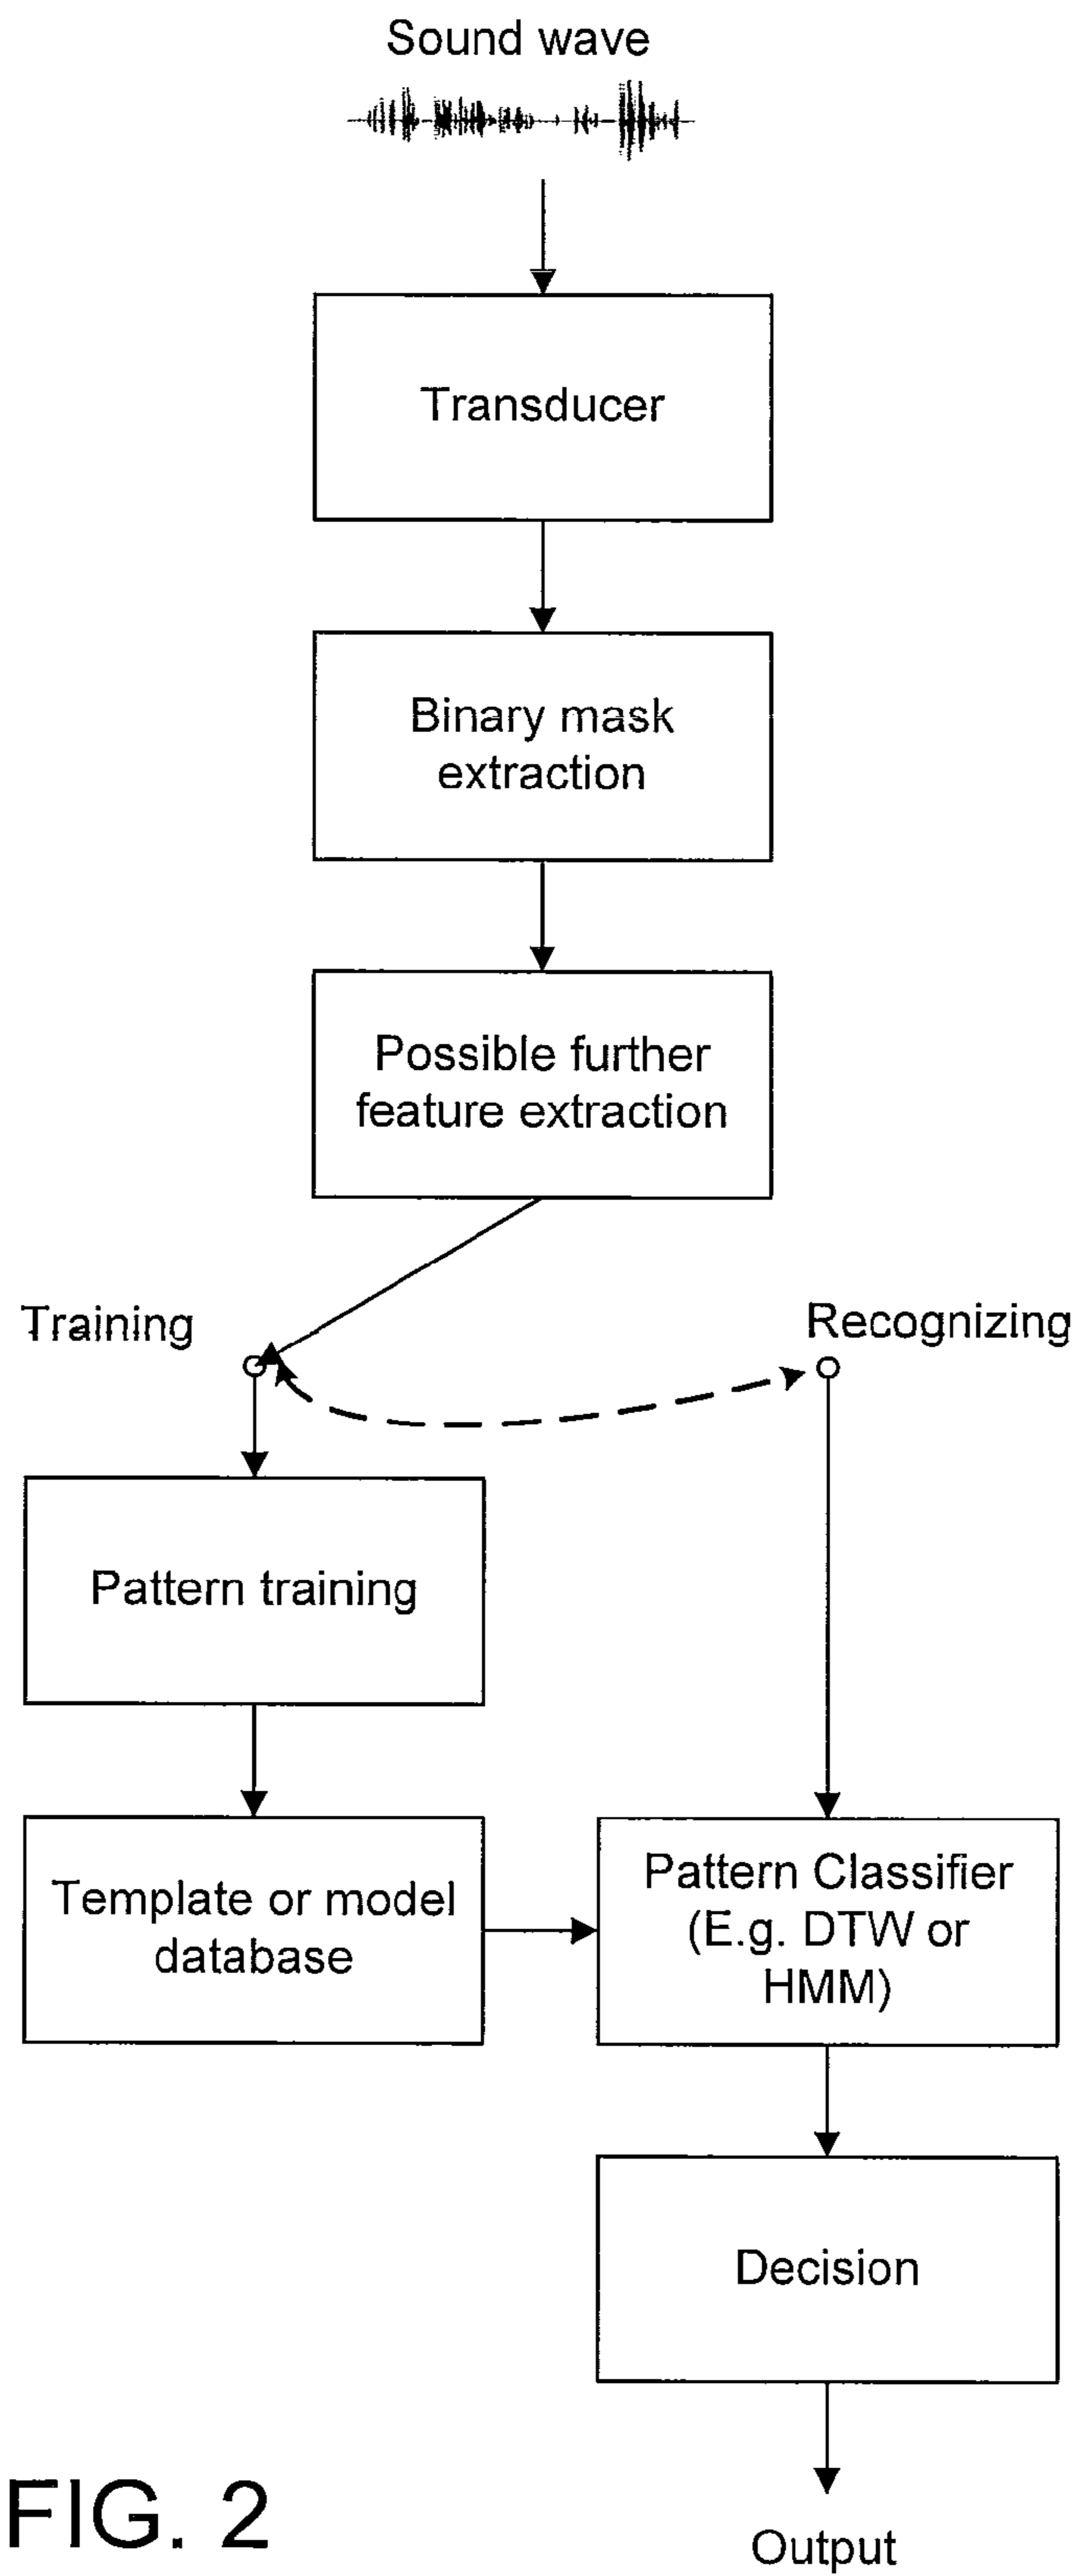 Sound wave
Transducer
Binary mask
extraction
Possible further
feature extraction
Training
Recognizing
Pattern training
Template or model
database
Pattern Classifier
(E.g. DTW or
HMM)
Decision
Output
FIG. 2